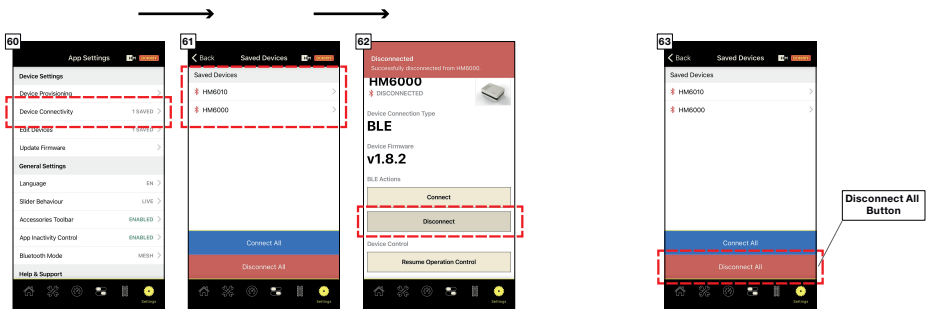 60
App Settings
Device Settings
Device Provisioning
Device Connectivity 1 SAVED
Edit Devices 1 SAVED
Update Firmware
General Settings
Language EN
Slider Behaviour LIVE
Accessories Toolbar ENABLED
App Inactivity Control ENABLED
Bluetooth Mode MESH
Help & Support
Settings
61
Back Saved Devices
Saved Devices
HM6010
HM6000
Connect All
Disconnect All
Settings
62
Disconnected
Successfully disconnected from HM6000
HM6000
DISCONNECTED
Device Connection Type
BLE
Device Firmware
v1.8.2
BLE Actions
Connect
Disconnect
Device Control
Resume Operation Control
Settings
63
Back Saved Devices
Saved Devices
HM6010
HM6000
Connect All
Disconnect All
Settings
Disconnect All
Button